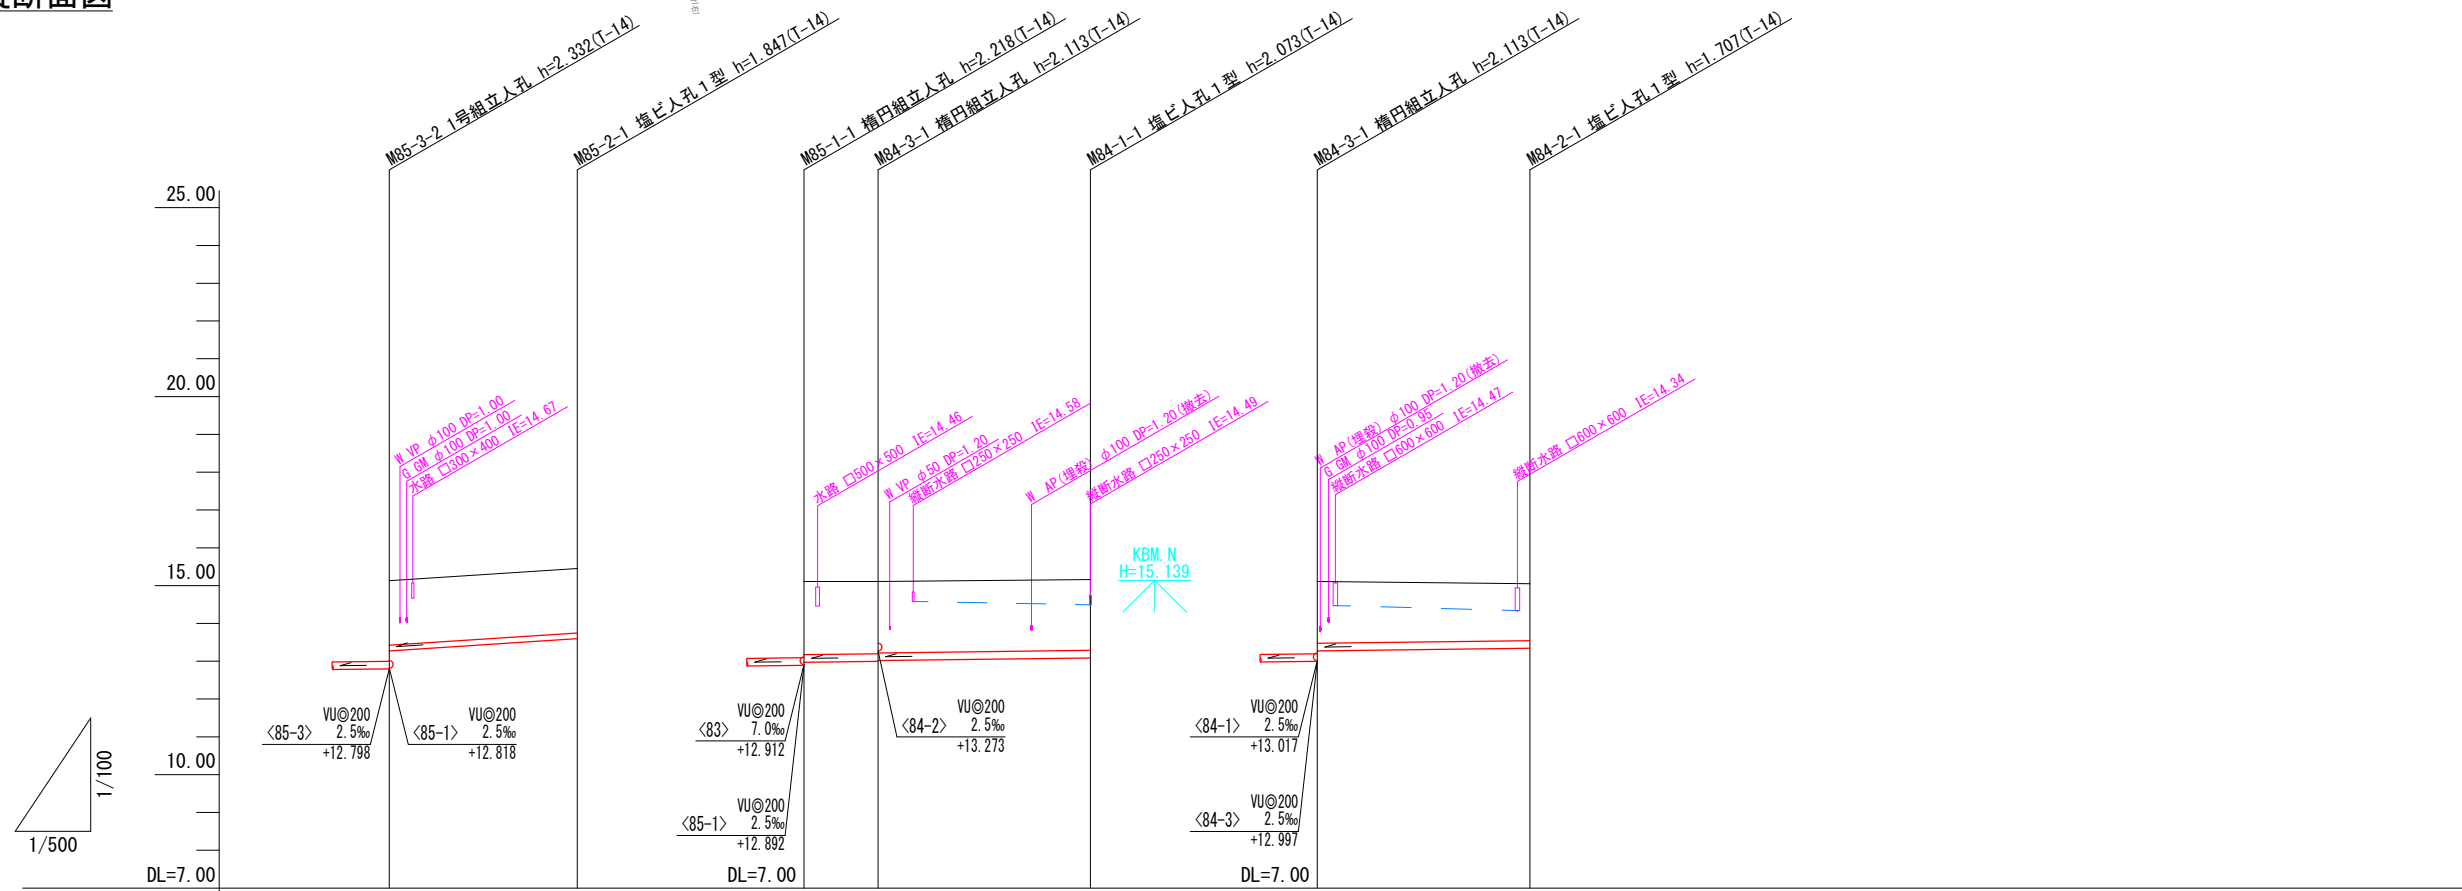 M85-3-2 1号組立人孔 h=2.332(T-14)
M85-2-1 塩ビ人孔1型 h=1.847(T-14)
M85-1-1 楕円組立人孔 h=2.218(T-14)
M84-3-1 楕円組立人孔 h=2.113(T-14)
M84-1-1 塩ビ人孔1型 h=2.073(T-14)
M84-3-1 楕円組立人孔 h=2.113(T-14)
M84-2-1 塩ビ人孔1型 h=1.707(T-14)
25.00
20.00
15.00
10.00
DL=7.00
W VP φ100 DP=1.00
G GM φ100 DP=1.00
水路 □300×400 IE=14.67
水路 □500×500 IE=14.46
W VP φ50 DP=1.20
縦断水路 □250×250 IE=14.58
W AP(埋殺) φ100 DP=1.20(撤去)
縦断水路 □250×250 IE=14.49
W AP(埋殺) φ100 DP=1.20(撤去)
G GM φ100 DP=0.95
縦断水路 □600×600 IE=14.47
縦断水路 □600×600 IE=14.34
KBM.N
H=15.139
VU◎200
〈85-3〉 2.5‰
+12.798
VU◎200
〈85-1〉 2.5‰
+12.818
VU◎200
〈83〉 7.0‰
+12.912
VU◎200
〈85-1〉 2.5‰
+12.892
VU◎200
〈84-2〉 2.5‰
+13.273
VU◎200
〈84-1〉 2.5‰
+13.017
VU◎200
〈84-3〉 2.5‰
+12.997
1/100
1/500
DL=7.00
DL=7.00